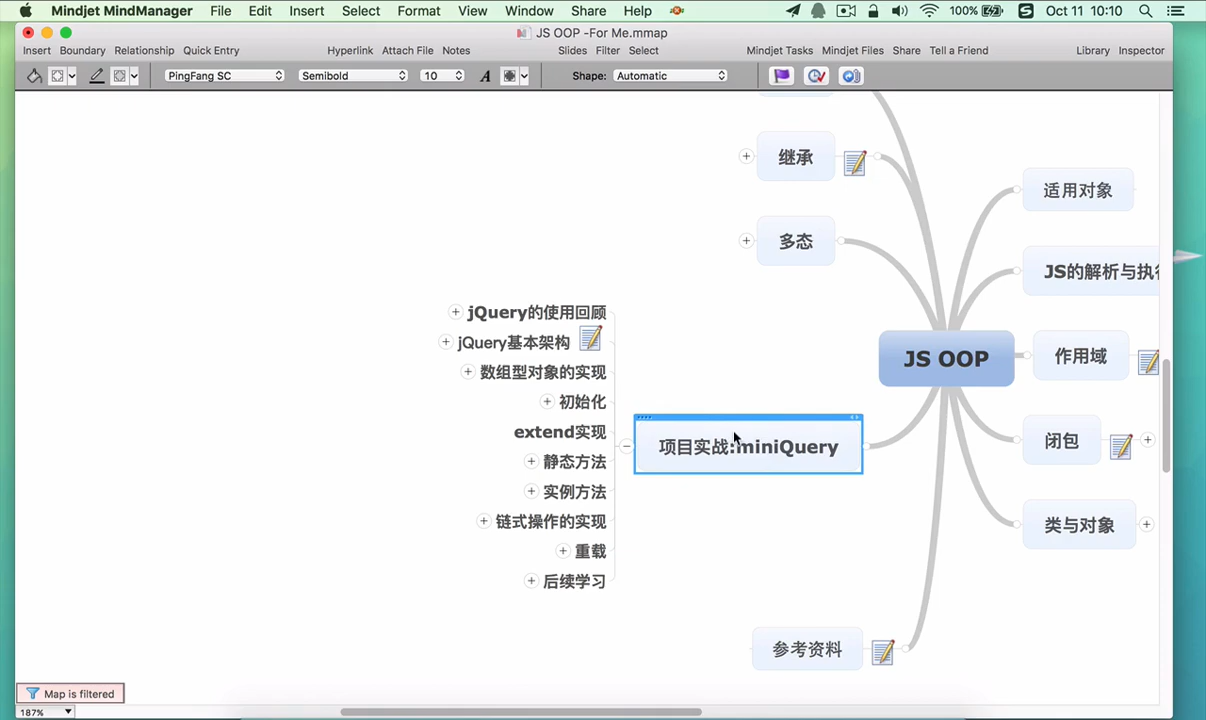 Mindjet MindManager File Edit Insert Select Format View Window Share Help 100% Oct 11 10:10
JS OOP -For Me.mmap
Insert Boundary Relationship Quick Entry Hyperlink Attach File Notes Slides Filter Select Mindjet Tasks Mindjet Files Share Tell a Friend Library Inspector
PingFang SC Semibold 10 A Shape: Automatic
继承
适用对象
多态
JS的解析与执行
jQuery的使用回顾
jQuery基本架构
JS OOP
作用域
数组型对象的实现
初始化
extend实现
项目实战:miniQuery
闭包
静态方法
实例方法
链式操作的实现
类与对象
重载
后续学习
参考资料
Map is filtered
187%